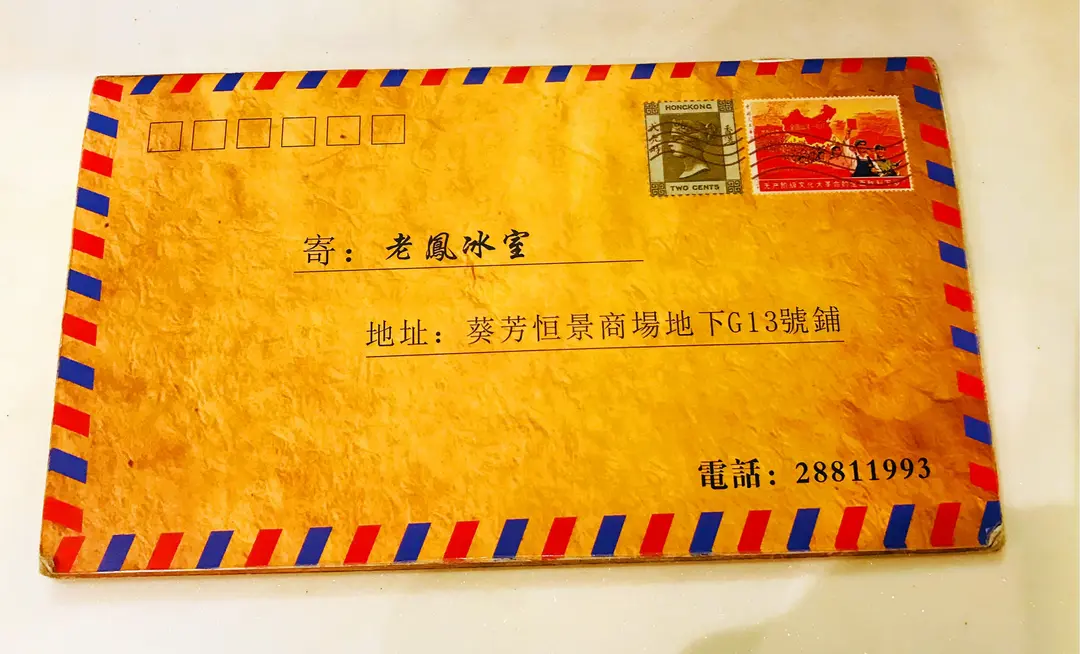 HONGKONG
TWO CENTS
寄：老鳳冰室
地址：葵芳恒景商場地下G13號鋪
電話：28811993